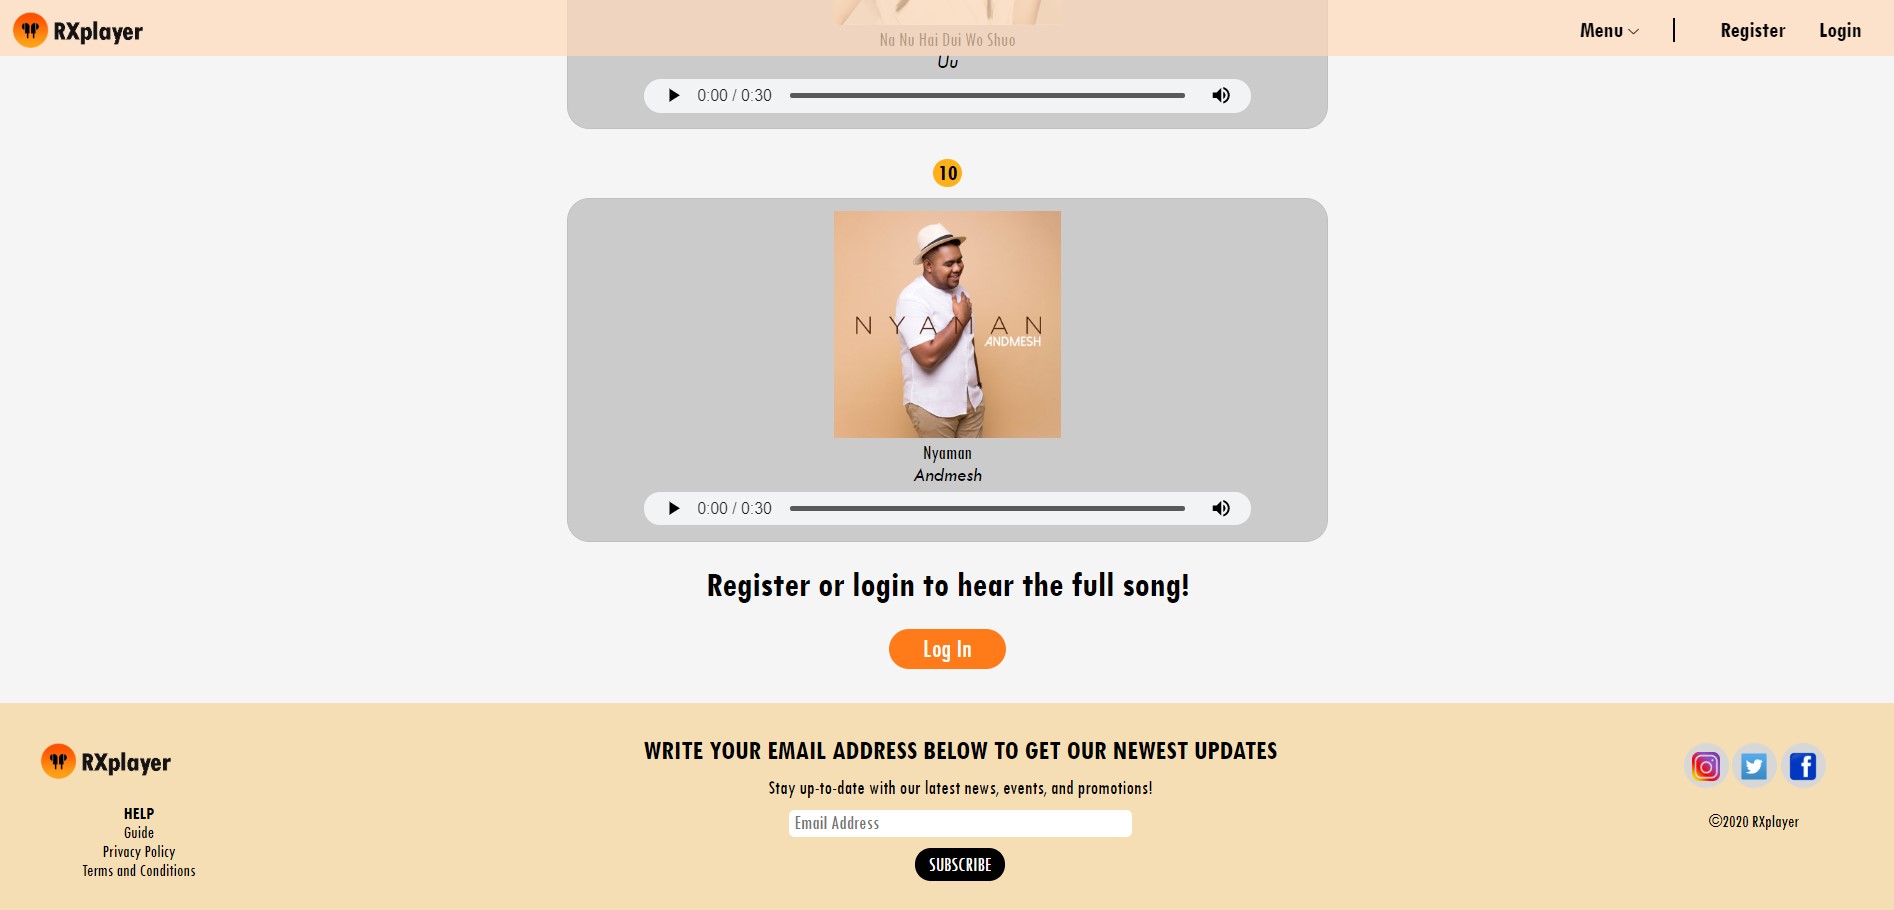 RXplayer
Menu
Register
Login
Na Nu Hai Dui Wo Shuo
Uu
0:00 / 0:30
10
NYAMAN
ANDMESH
Nyaman
Andmesh
0:00 / 0:30
Register or login to hear the full song!
Log In
RXplayer
HELP
Guide
Privacy Policy
Terms and Conditions
WRITE YOUR EMAIL ADDRESS BELOW TO GET OUR NEWEST UPDATES
Stay up-to-date with our latest news, events, and promotions!
Email Address
SUBSCRIBE
©2020 RXplayer